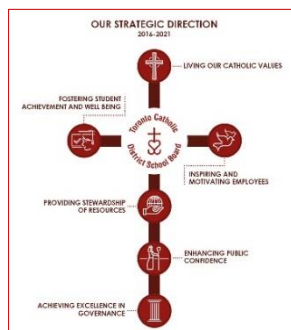 OUR STRATEGIC DIRECTION
2016-2021
LIVING OUR CATHOLIC VALUES
FOSTERING STUDENT
ACHIEVEMENT AND WELL BEING
Toronto Catholic
District School Board
INSPIRING AND
MOTIVATING EMPLOYEES
PROVIDING STEWARDSHIP
OF RESOURCES
ENHANCING PUBLIC
CONFIDENCE
ACHIEVING EXCELLENCE IN
GOVERNANCE